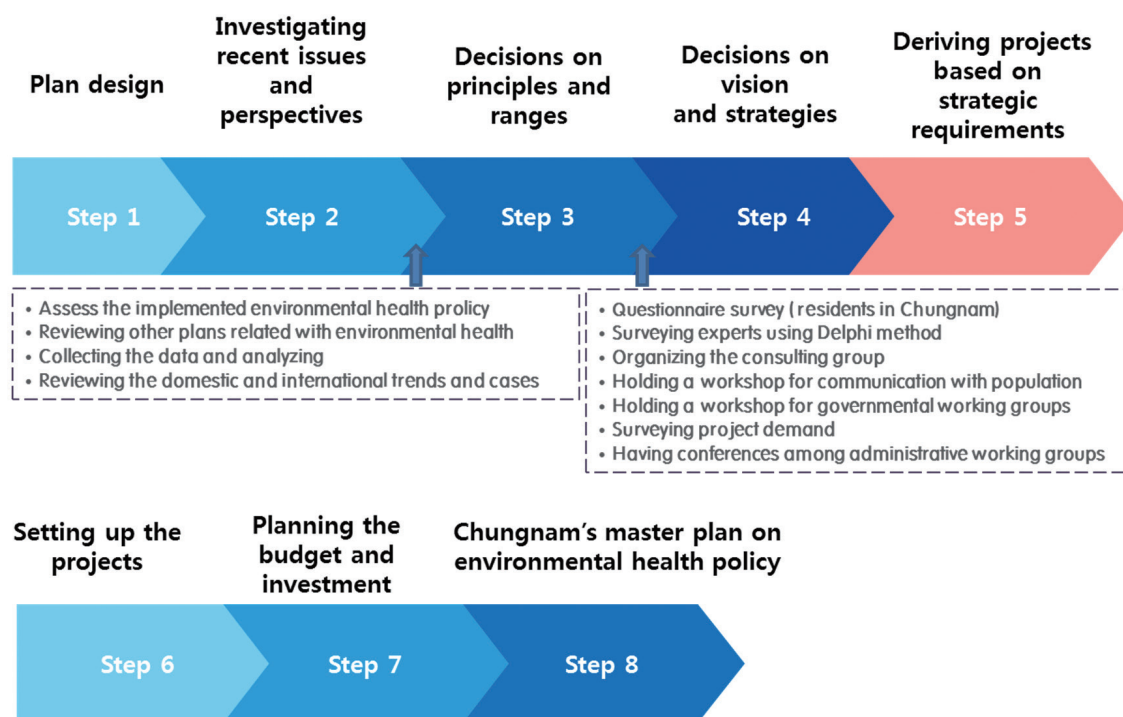 Plan design
Investigating
recent issues
and
perspectives
Decisions on
principles and
ranges
Decisions on
vision
and strategies
Deriving projects
based on
strategic
requirements
Step 1
Step 2
Step 3
Step 4
Step 5
• Assess the implemented environmental health policy
• Reviewing other plans related with environmental health
• Collecting the data and analyzing
• Reviewing the domestic and international trends and cases
• Questionnaire survey ( residents in Chungnam)
• Surveying experts using Delphi method
• Organizing the consulting group
• Holding a workshop for communication with population
• Holding a workshop for governmental working groups
• Surveying project demand
• Having conferences among administrative working groups
Setting up the
projects
Planning the
budget and
investment
Chungnam's master plan on
environmental health policy
Step 6
Step 7
Step 8